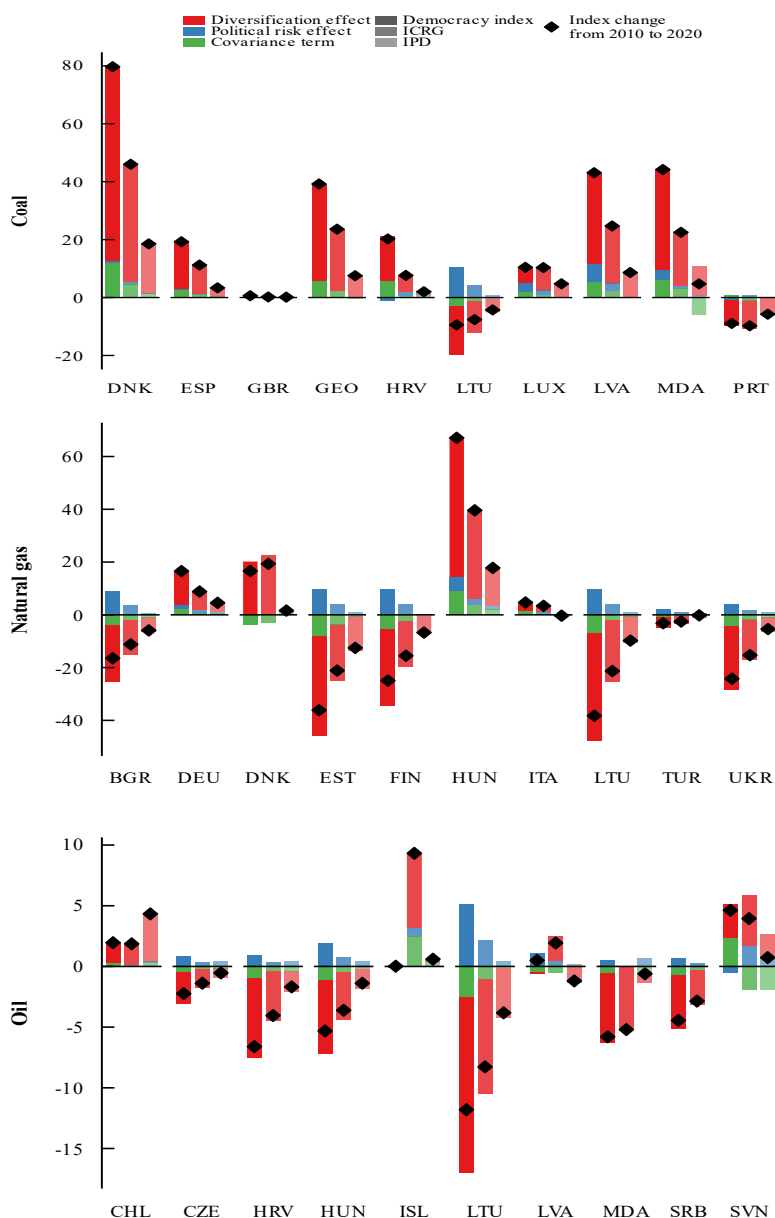 Diversification effect
Political risk effect
Covariance term
Democracy index
ICRG
IPD
Index change
from 2010 to 2020
Coal
80
60
40
20
0
-20
DNK ESP GBR GEO HRV LTU LUX LVA MDA PRT
Natural gas
60
40
20
0
-20
-40
BGR DEU DNK EST FIN HUN ITA LTU TUR UKR
Oil
10
5
0
-5
-10
-15
CHL CZE HRV HUN ISL LTU LVA MDA SRB SVN